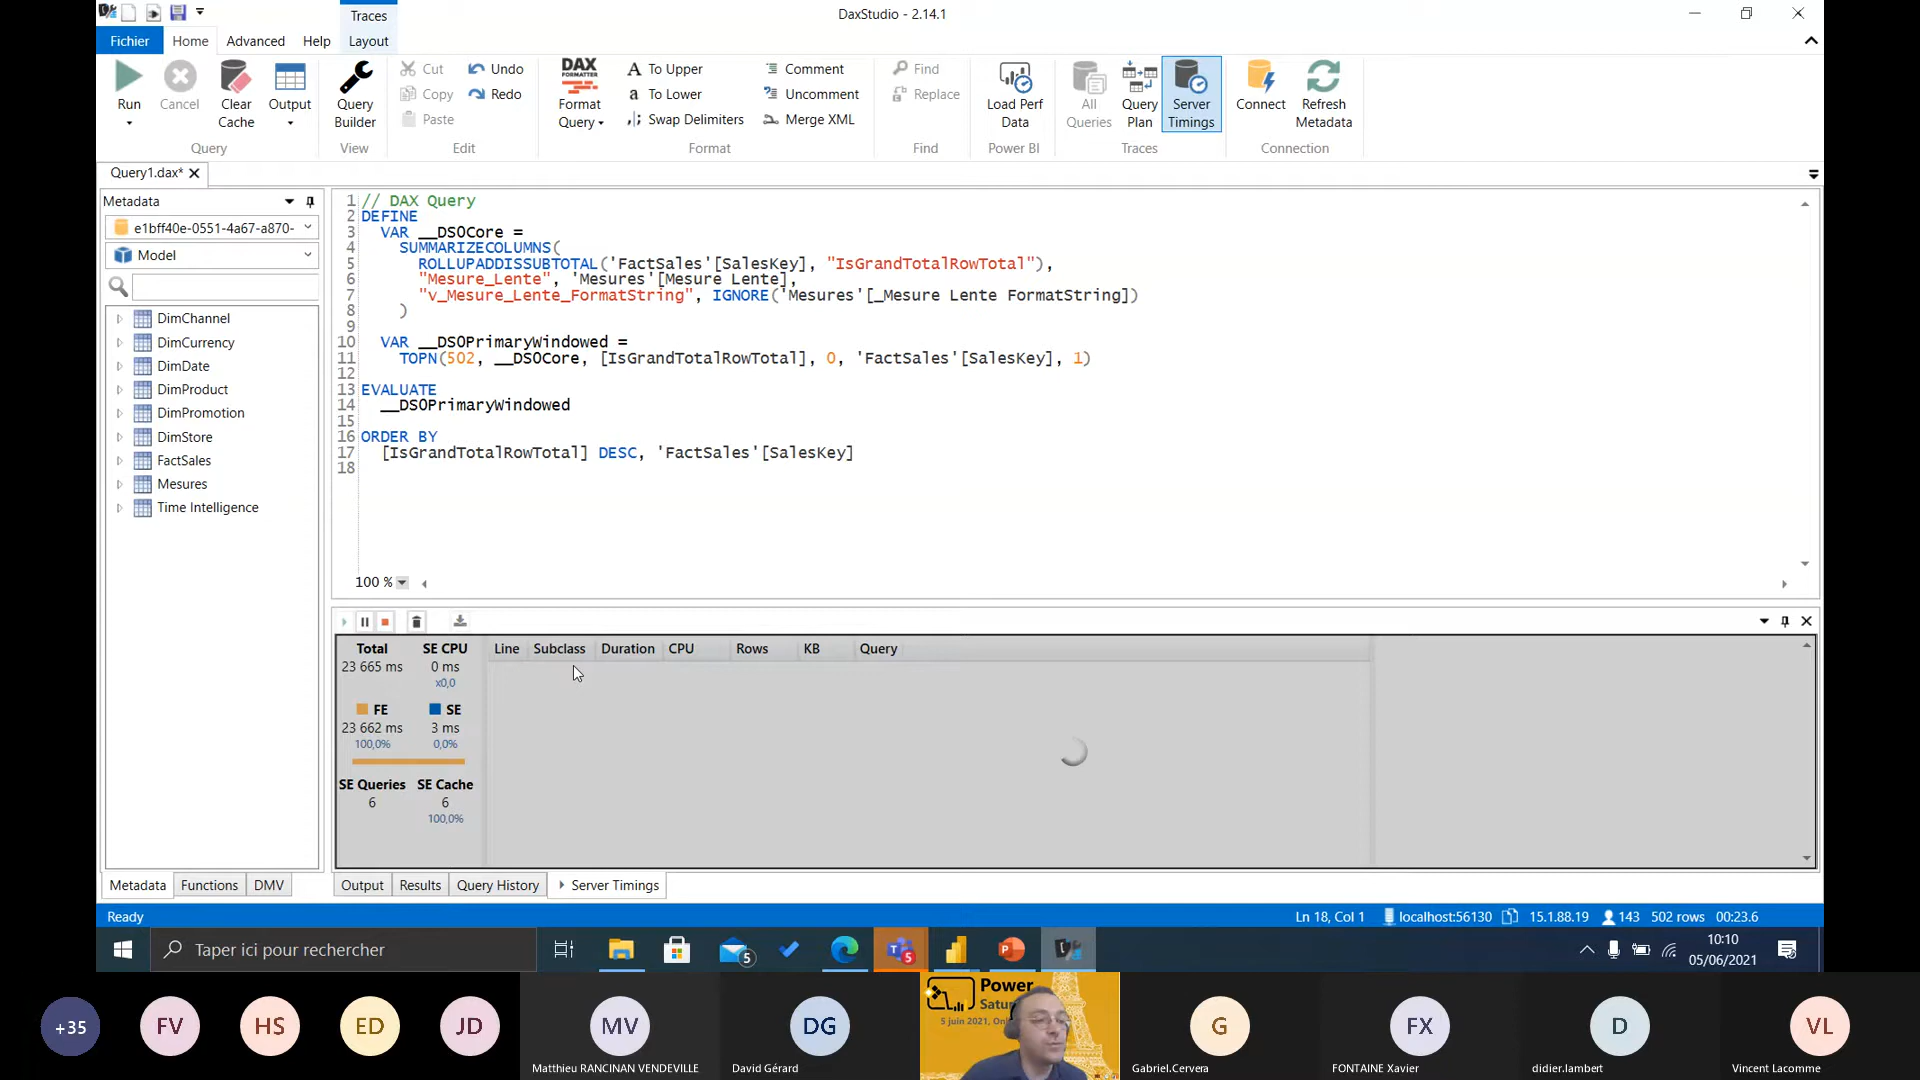 DaxStudio - 2.14.1
Traces
Fichier Home Advanced Help Layout
Run
Cancel
Clear Cache
Output
Query
Query Builder
View
Cut
Copy
Paste
Undo
Redo
Edit
DAX FORMATTER
Format Query
To Upper
To Lower
Swap Delimiters
Comment
Uncomment
Merge XML
Format
Find
Replace
Find
Load Perf Data
Power BI
All Queries
Query Plan
Server Timings
Traces
Connect
Refresh Metadata
Connection
Query1.dax*
Metadata
e1bff40e-0551-4a67-a870-
Model
DimChannel
DimCurrency
DimDate
DimProduct
DimPromotion
DimStore
FactSales
Mesures
Time Intelligence
1 // DAX Query
2 DEFINE
3 VAR __DS0Core =
4 SUMMARIZECOLUMNS(
5 ROLLUPADDISSUBTOTAL('FactSales'[SalesKey], "IsGrandTotalRowTotal"),
6 "Mesure_Lente", 'Mesures'[Mesure Lente],
7 "v_Mesure_Lente_FormatString", IGNORE('Mesures'[_Mesure Lente FormatString])
8 )
9
10 VAR __DS0PrimaryWindowed =
11 TOPN(502, __DS0Core, [IsGrandTotalRowTotal], 0, 'FactSales'[SalesKey], 1)
12
13 EVALUATE
14 __DS0PrimaryWindowed
15
16 ORDER BY
17 [IsGrandTotalRowTotal] DESC, 'FactSales'[SalesKey]
18
100 %
Total SE CPU
23 665 ms 0 ms
x0,0
FE SE
23 662 ms 3 ms
100,0% 0,0%
SE Queries SE Cache
6 6
100,0%
Line Subclass Duration CPU Rows KB Query
Metadata Functions DMV
Output Results Query History Server Timings
Ready
Ln 18, Col 1 localhost:56130 15.1.88.19 143 502 rows 00:23.6
Taper ici pour rechercher
5
5
10:10
05/06/2021
+35
FV
HS
ED
JD
MV
Matthieu RANCINAN VENDEVILLE
DG
David Gérard
Power
Satu
5 juin 2021, Onl
G
Gabriel.Cervera
FX
FONTAINE Xavier
D
didier.lambert
VL
Vincent Lacomme